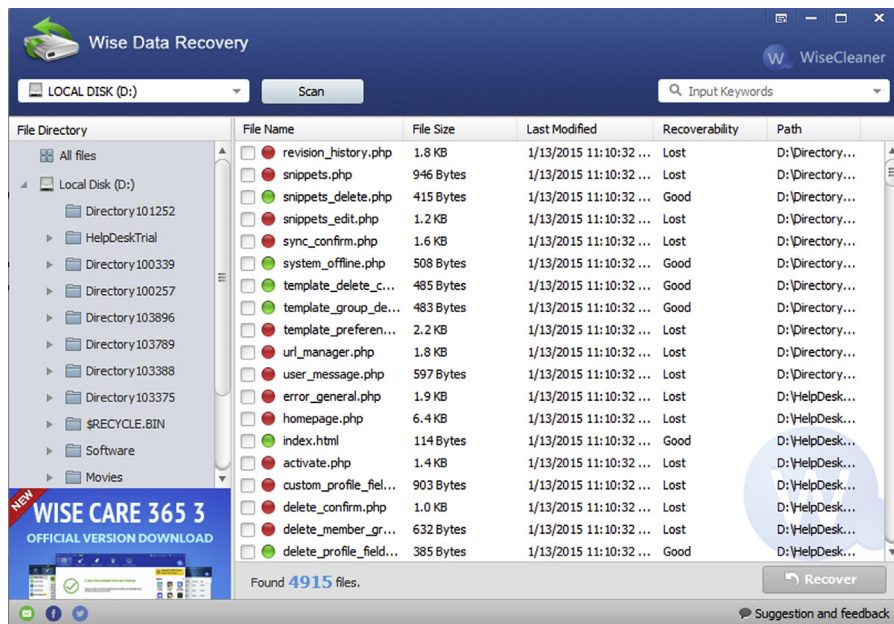 Wise Data Recovery
WiseCleaner
LOCAL DISK (D:) Scan Input Keywords
File Directory
All files
Local Disk (D:)
Directory101252
HelpDeskTrial
Directory100339
Directory100257
Directory103896
Directory103789
Directory103388
Directory103375
$RECYCLE.BIN
Software
Movies
NEW
WISE CARE 365 3
OFFICIAL VERSION DOWNLOAD
File Name File Size Last Modified Recoverability Path
revision_history.php 1.8 KB 1/13/2015 11:10:32 ... Lost D:\Directory...
snippets.php 946 Bytes 1/13/2015 11:10:32 ... Lost D:\Directory...
snippets_delete.php 415 Bytes 1/13/2015 11:10:32 ... Good D:\Directory...
snippets_edit.php 1.2 KB 1/13/2015 11:10:32 ... Lost D:\Directory...
sync_confirm.php 1.6 KB 1/13/2015 11:10:32 ... Lost D:\Directory...
system_offline.php 508 Bytes 1/13/2015 11:10:32 ... Good D:\Directory...
template_delete_c... 485 Bytes 1/13/2015 11:10:32 ... Good D:\Directory...
template_group_de... 483 Bytes 1/13/2015 11:10:32 ... Good D:\Directory...
template_preferen... 2.2 KB 1/13/2015 11:10:32 ... Lost D:\Directory...
url_manager.php 1.8 KB 1/13/2015 11:10:32 ... Lost D:\Directory...
user_message.php 597 Bytes 1/13/2015 11:10:32 ... Lost D:\Directory...
error_general.php 1.9 KB 1/13/2015 11:10:32 ... Lost D:\HelpDesk...
homepage.php 6.4 KB 1/13/2015 11:10:32 ... Lost D:\HelpDesk...
index.html 114 Bytes 1/13/2015 11:10:32 ... Good D:\HelpDesk...
activate.php 1.4 KB 1/13/2015 11:10:32 ... Lost D:\HelpDesk...
custom_profile_fiel... 903 Bytes 1/13/2015 11:10:32 ... Lost D:\HelpDesk...
delete_confirm.php 1.0 KB 1/13/2015 11:10:32 ... Lost D:\HelpDesk...
delete_member_gr... 632 Bytes 1/13/2015 11:10:32 ... Lost D:\HelpDesk...
delete_profile_field... 385 Bytes 1/13/2015 11:10:32 ... Good D:\HelpDesk...
Found 4915 files. Recover
Suggestion and feedback